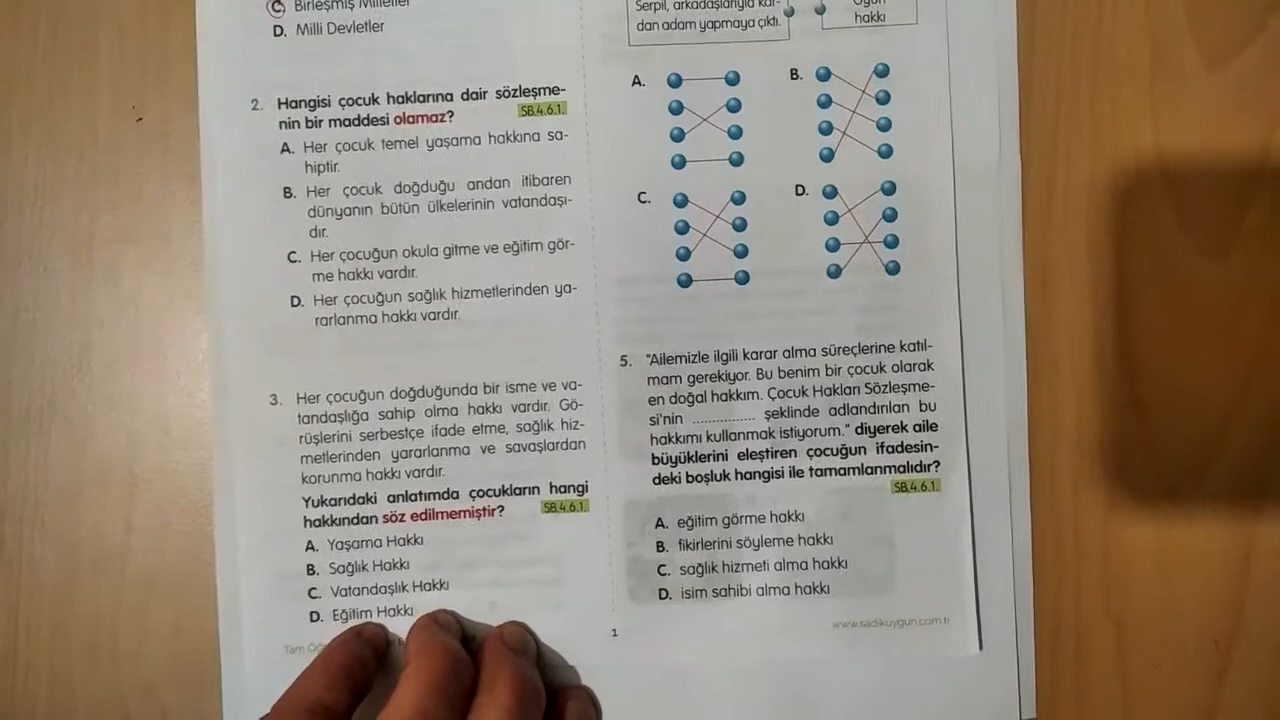 C Birleşmiş Milletler
D. Milli Devletler
2. Hangisi çocuk haklarına dair sözleşme-
nin bir maddesi olamaz? SB.4.6.1.
A. Her çocuk temel yaşama hakkına sa-
hiptir.
B. Her çocuk doğduğu andan itibaren
dünyanın bütün ülkelerinin vatandaşı-
dır.
C. Her çocuğun okula gitme ve eğitim gör-
me hakkı vardır.
D. Her çocuğun sağlık hizmetlerinden ya-
rarlanma hakkı vardır.
3. Her çocuğun doğduğunda bir isme ve va-
tandaşlığa sahip olma hakkı vardır. Gö-
rüşlerini serbestçe ifade etme, sağlık hiz-
metlerinden yararlanma ve savaşlardan
korunma hakkı vardır.
Yukarıdaki anlatımda çocukların hangi
hakkından söz edilmemiştir? SB.4.6.1.
A. Yaşama Hakkı
B. Sağlık Hakkı
C. Vatandaşlık Hakkı
D. Eğitim Hakkı
Tam
Serpil, arkadaşlarıyla kar-
dan adam yapmaya çıktı.
Oyun
hakkı
A.
B.
C.
D.
5. "Ailemizle ilgili karar alma süreçlerine katıl-
mam gerekiyor. Bu benim bir çocuk olarak
en doğal hakkım. Çocuk Hakları Sözleşme-
si'nin ................ şeklinde adlandırılan bu
hakkımı kullanmak istiyorum." diyerek aile
büyüklerini eleştiren çocuğun ifadesin-
deki boşluk hangisi ile tamamlanmalıdır?
SB.4.6.1.
A. eğitim görme hakkı
B. fikirlerini söyleme hakkı
C. sağlık hizmeti alma hakkı
D. isim sahibi alma hakkı
1
www.sadikuygun.com.tr